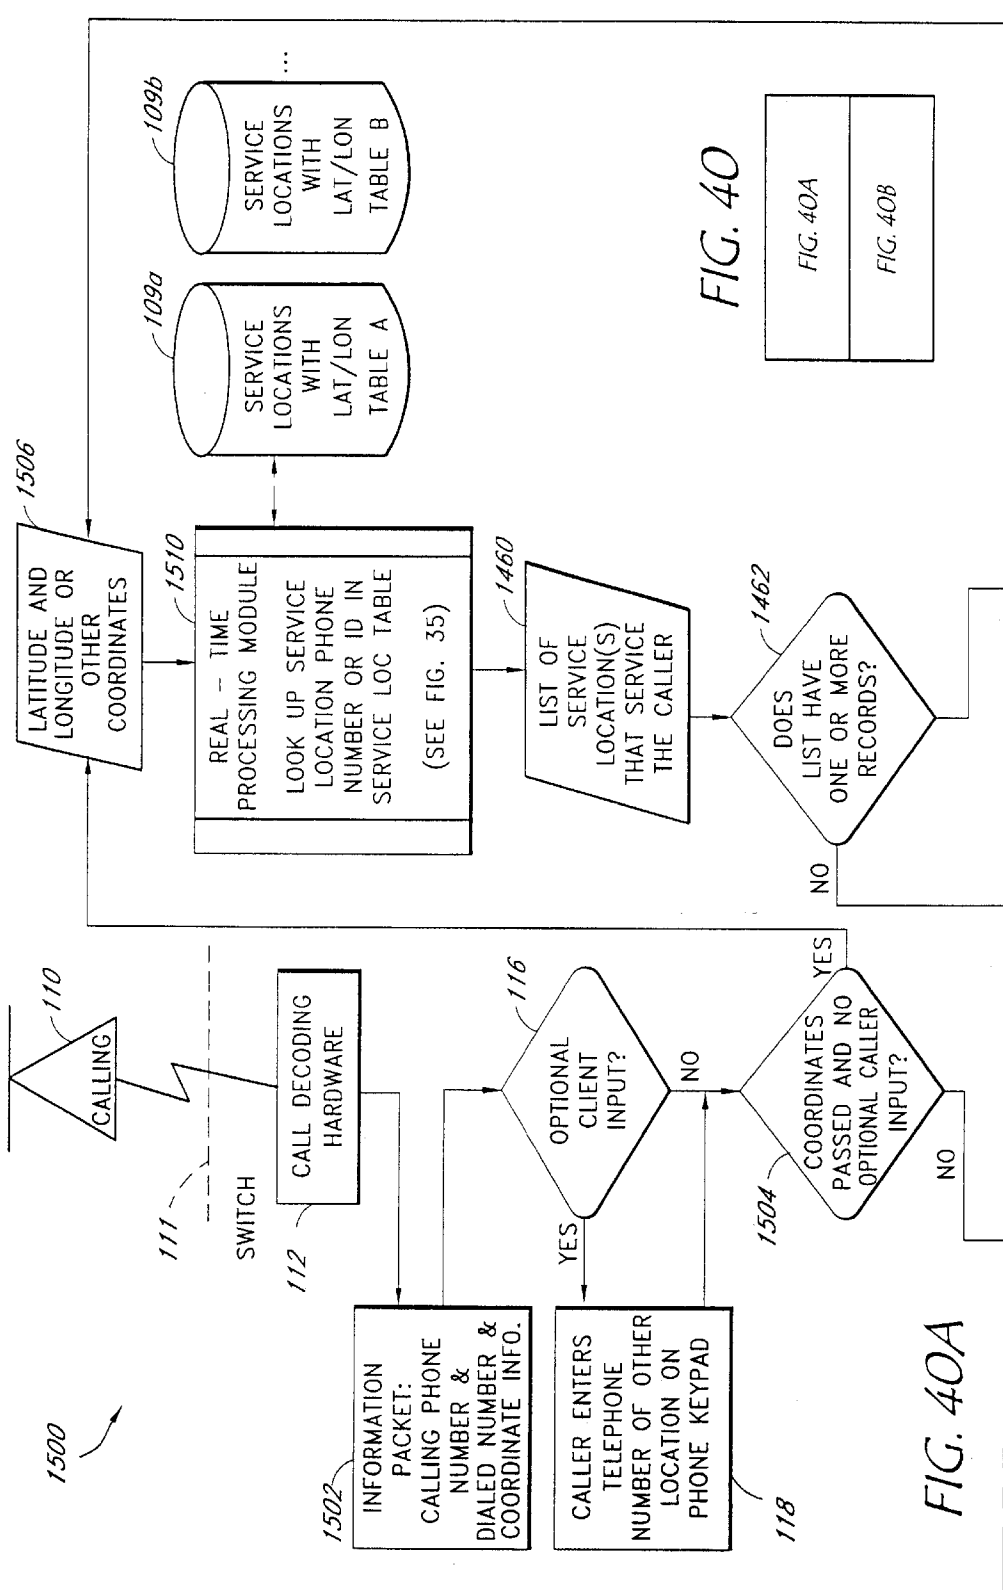 1500
110
CALLING
111
SWITCH
112
CALL DECODING
HARDWARE
1502
INFORMATION
PACKET:
CALLING PHONE
NUMBER &
DIALED NUMBER &
COORDINATE INFO.
116
OPTIONAL
CLIENT
INPUT?
YES
NO
CALLER ENTERS
TELEPHONE
NUMBER OF OTHER
LOCATION ON
PHONE KEYPAD
118
1504
COORDINATES
PASSED AND NO
OPTIONAL CALLER
INPUT?
YES
NO
1506
LATITUDE AND
LONGITUDE OR
OTHER
COORDINATES
1510
REAL - TIME
PROCESSING MODULE
LOOK UP SERVICE
LOCATION PHONE
NUMBER OR ID IN
SERVICE LOC TABLE
(SEE FIG. 35)
109a
SERVICE
LOCATIONS
WITH
LAT/LON
TABLE A
109b
SERVICE
LOCATIONS
WITH
LAT/LON
TABLE B
...
1460
LIST OF
SERVICE
LOCATION(S)
THAT SERVICE
THE CALLER
1462
DOES
LIST HAVE
ONE OR MORE
RECORDS?
NO
FIG. 40
FIG. 40A
FIG. 40B
FIG. 40A